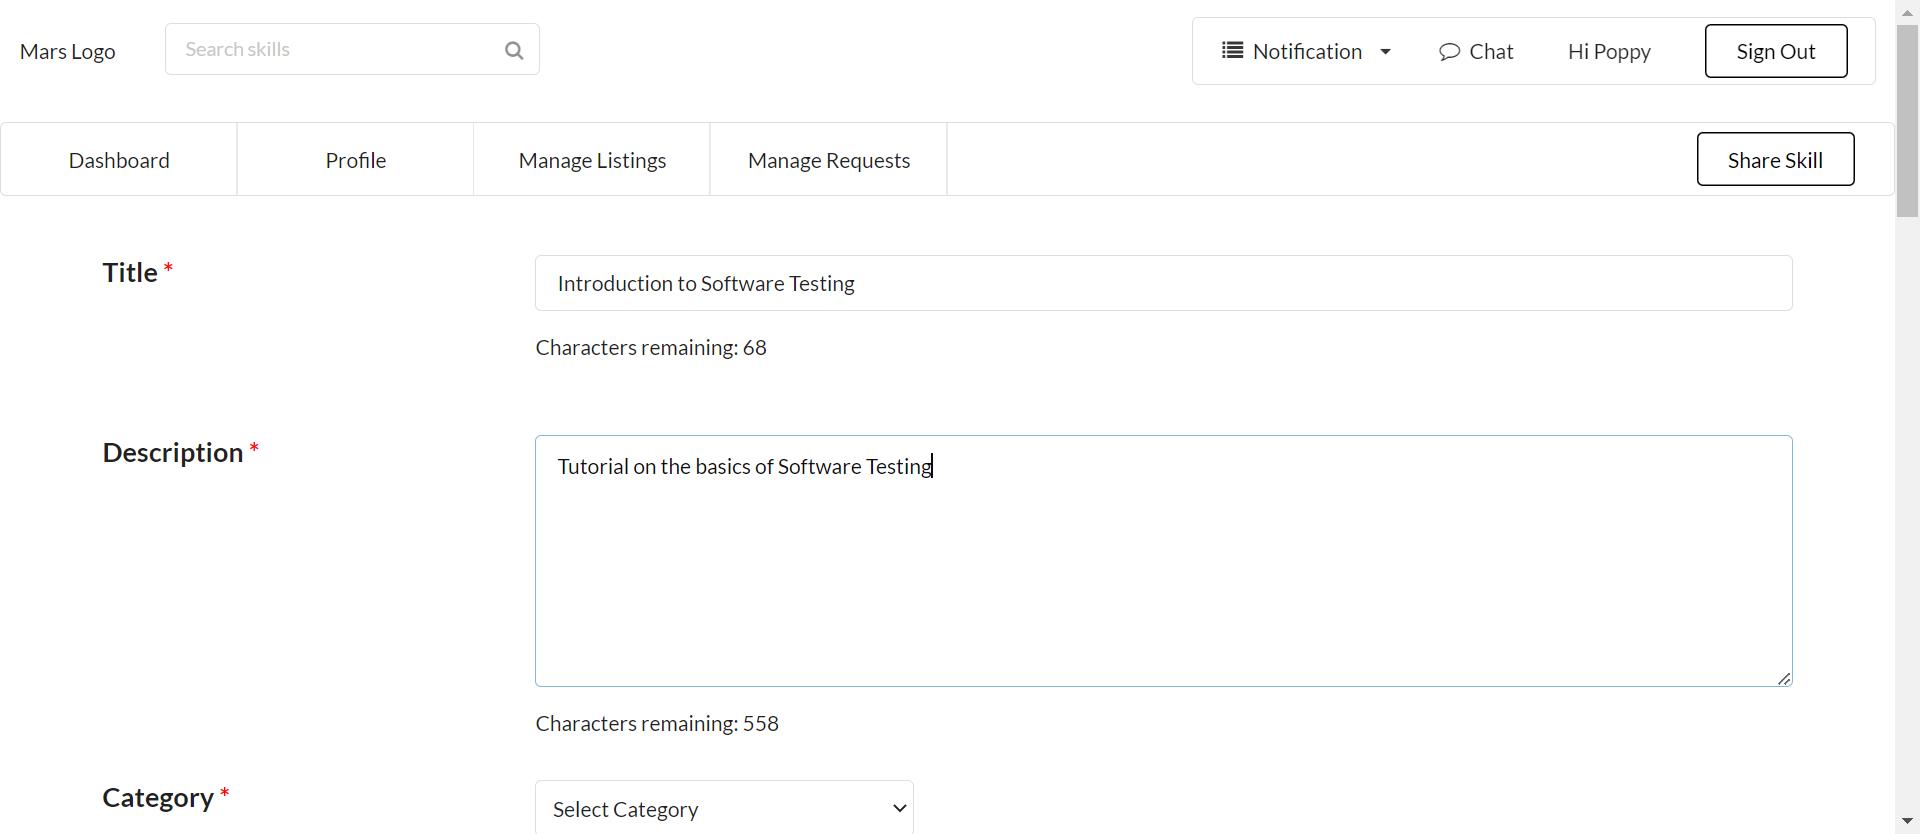 Mars Logo
Search skills
Notification
Chat
Hi Poppy
Sign Out
Dashboard
Profile
Manage Listings
Manage Requests
Share Skill
Title *
Introduction to Software Testing
Characters remaining: 68
Description *
Tutorial on the basics of Software Testing
Characters remaining: 558
Category *
Select Category